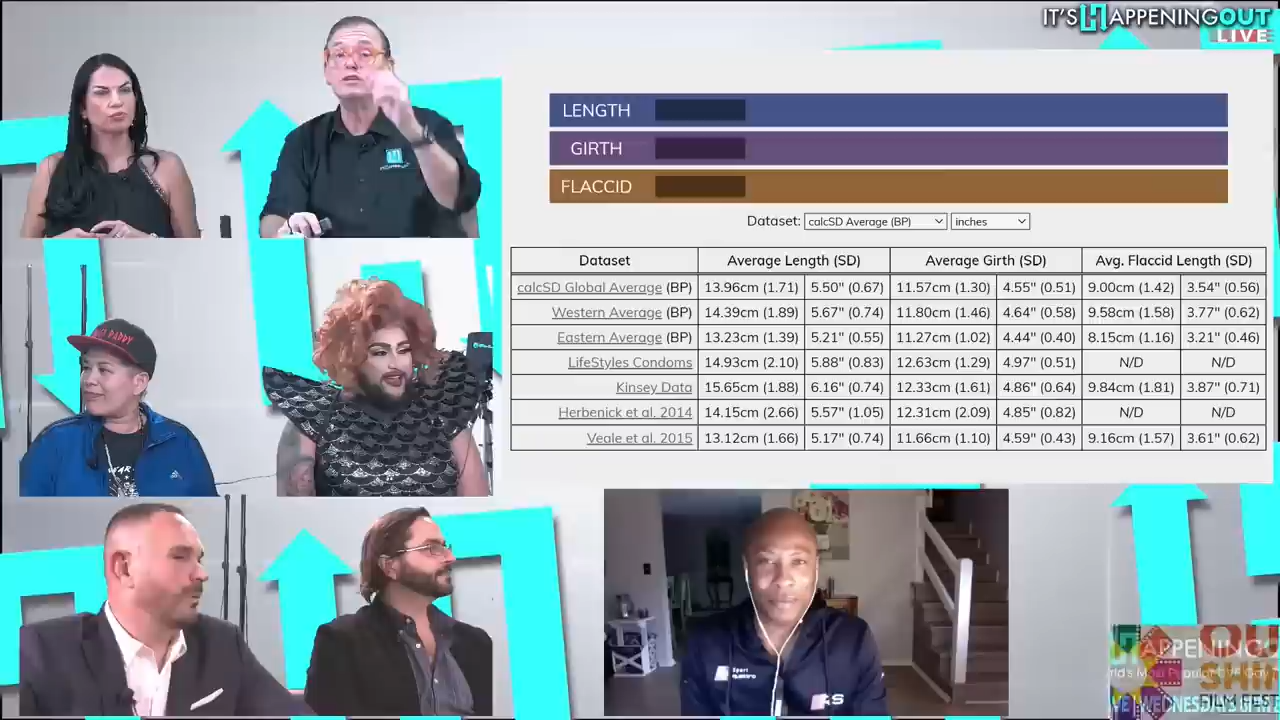 IT'S HAPPENINGOUT
LIVE
LENGTH
GIRTH
FLACCID
Dataset: calcSD Average (BP) inches
Dataset Average Length (SD) Average Girth (SD) Avg. Flaccid Length (SD)
calcSD Global Average (BP) 13.96cm (1.71) 5.50" (0.67) 11.57cm (1.30) 4.55" (0.51) 9.00cm (1.42) 3.54" (0.56)
Western Average (BP) 14.39cm (1.89) 5.67" (0.74) 11.80cm (1.46) 4.64" (0.58) 9.58cm (1.58) 3.77" (0.62)
Eastern Average (BP) 13.23cm (1.39) 5.21" (0.55) 11.27cm (1.02) 4.44" (0.40) 8.15cm (1.16) 3.21" (0.46)
LifeStyles Condoms 14.93cm (2.10) 5.88" (0.83) 12.63cm (1.29) 4.97" (0.51) N/D N/D
Kinsey Data 15.65cm (1.88) 6.16" (0.74) 12.33cm (1.61) 4.86" (0.64) 9.84cm (1.81) 3.87" (0.71)
Herbenick et al. 2014 14.15cm (2.66) 5.57" (1.05) 12.31cm (2.09) 4.85" (0.82) N/D N/D
Veale et al. 2015 13.12cm (1.66) 5.17" (0.74) 11.66cm (1.10) 4.59" (0.43) 9.16cm (1.57) 3.61" (0.62)
APPENING
Most Popular
WEDNESDAYS
FILM FEST